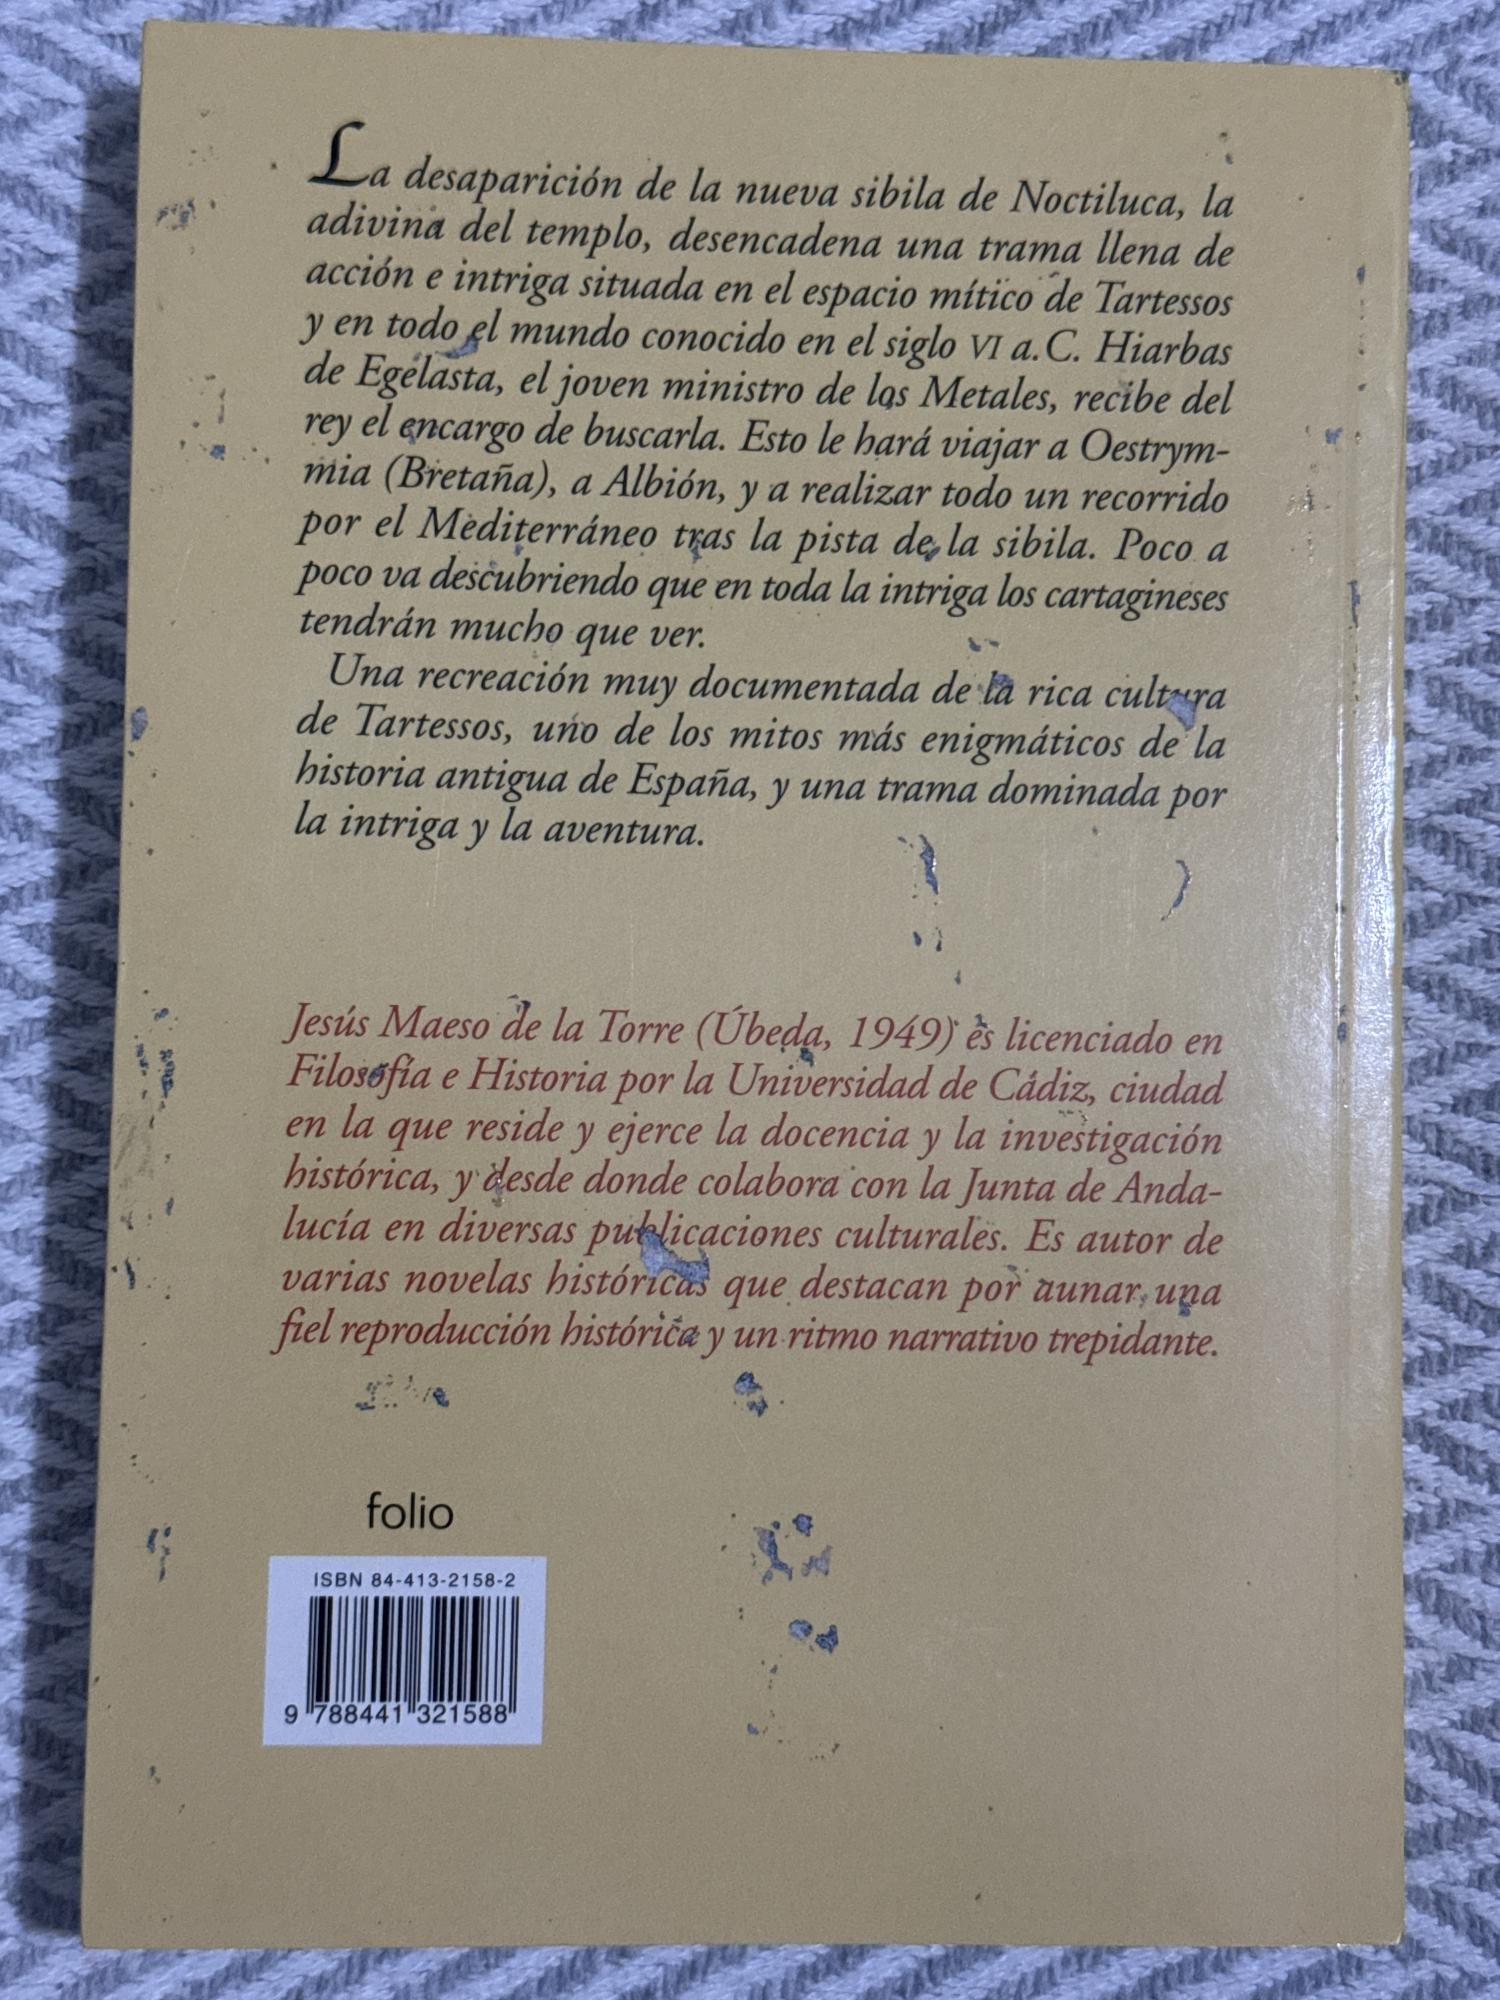 La desaparición de la nueva sibila de Noctiluca, la
adivina del templo, desencadena una trama llena de
acción e intriga situada en el espacio mítico de Tartessos
y en todo el mundo conocido en el siglo VI a.C. Hiarbas
de Egelasta, el joven ministro de los Metales, recibe del
rey el encargo de buscarla. Esto le hará viajar a Oestrym-
mia (Bretaña), a Albión, y a realizar todo un recorrido
por el Mediterráneo tras la pista de la sibila. Poco a
poco va descubriendo que en toda la intriga los cartagineses
tendrán mucho que ver.
Una recreación muy documentada de la rica cultura
de Tartessos, uno de los mitos más enigmáticos de la
historia antigua de España, y una trama dominada por
la intriga y la aventura.
Jesús Maeso de la Torre (Úbeda, 1949) es licenciado en
Filosofía e Historia por la Universidad de Cádiz, ciudad
en la que reside y ejerce la docencia y la investigación
histórica, y desde donde colabora con la Junta de Anda-
lucía en diversas publicaciones culturales. Es autor de
varias novelas históricas que destacan por aunar una
fiel reproducción histórica y un ritmo narrativo trepidante.
folio
ISBN 84-413-2158-2
9 788441 321588